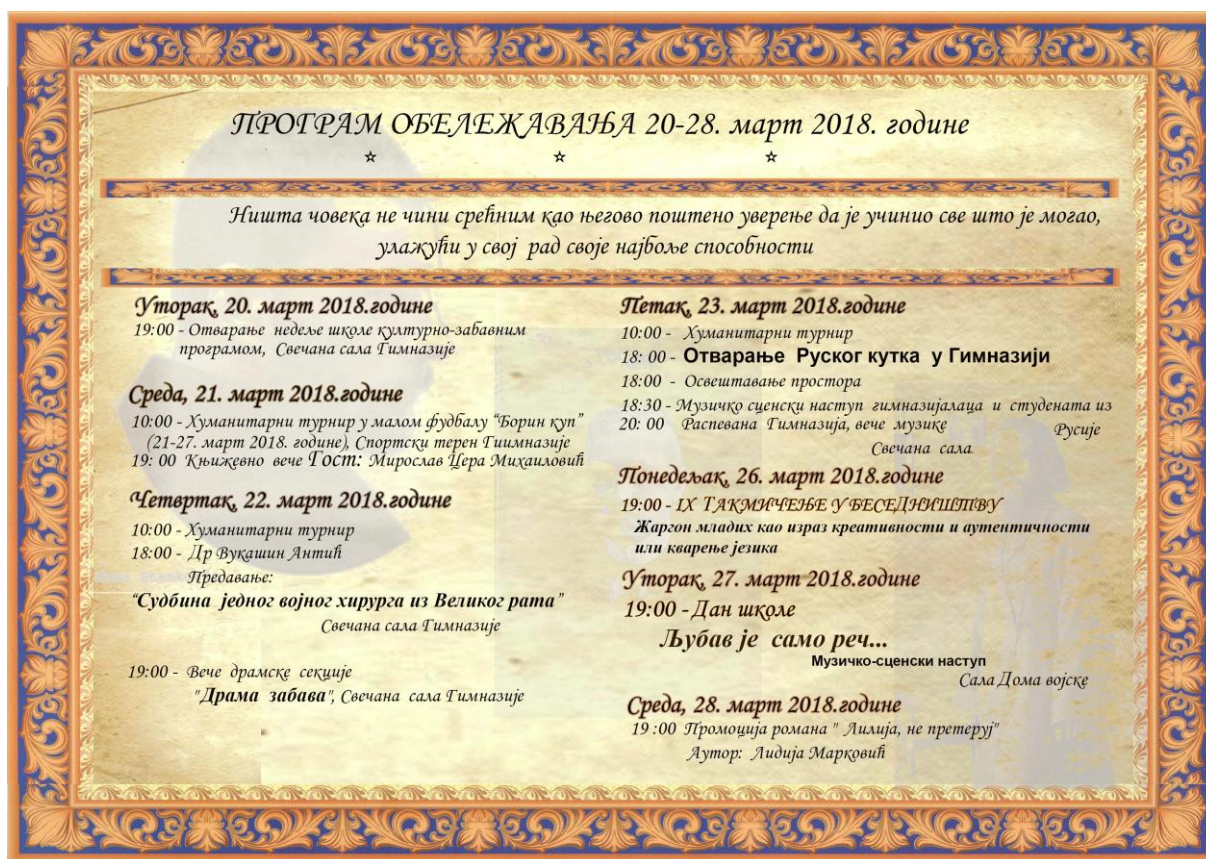 ПРОГРАМ ОБЕЛЕЖАВАЊА 20-28. март 2018. године
Ништа човека не чини срећним као његово поштено уверење да је учинио све што је могао,
улажући у свој рад своје најбоље способности
Уторак, 20. март 2018.године
19:00 - Отварање недеље школе културно-забавним
програмом, Свечана сала Гимназије
Среда, 21. март 2018.године
10:00 - Хуманитарни турнир у малом фудбалу "Борин куп"
(21-27. март 2018. године), Спортски терен Гиимназије
19: 00 Књижевно вече Гост: Мирослав Цера Михаиловић
Четвртак, 22. март 2018.године
10:00 - Хуманитарни турнир
18:00 - Др Вукашин Антић
Предавање:
"Судбина једног војног хирурга из Великог рата"
Свечана сала Гимназије
19:00 - Вече драмске секције
"Драма забава", Свечана сала Гимназије
Петак, 23. март 2018.године
10:00 - Хуманитарни турнир
18: 00 - Отварање Руског кутка у Гимназији
18:00 - Освештавање простора
18:30 - Музичко сценски наступ гимназијалаца и студената из
Русије
20: 00 Распевана Гимназија, вече музике
Свечана сала
Понедељак, 26. март 2018.године
19:00 - IX ТАКМИЧЕЊЕ У БЕСЕДНИШТВУ
Жаргон младих као израз креативности и аутентичности
или кварење језика
Уторак, 27. март 2018.године
19:00 - Дан школе
Љубав је само реч...
Музичко-сценски наступ
Сала Дома војске
Среда, 28. март 2018.године
19 :00 Промоција романа " Лилија, не претеруј"
Аутор: Лидија Марковић